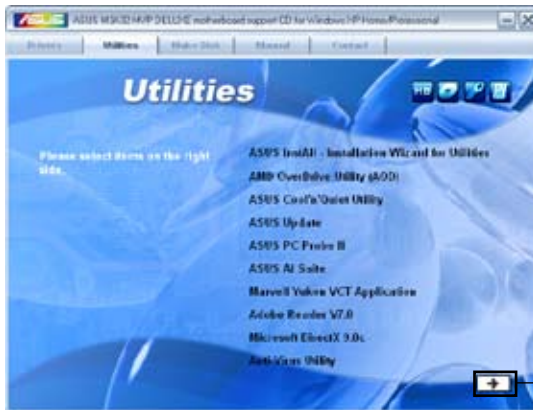 ASUS M3A32-MVP DELUXE motherboard support CD for Windows XP Home/Professional
Drivers Utilities Make Disk Manual Contact
Utilities
Please select items on the right side.
ASUS InstAll - Installation Wizard for Utilities
AMD OverDrive Utility (AOD)
ASUS Cool'n'Quiet Utility
ASUS Update
ASUS PC Probe II
ASUS AI Suite
Marvell Yukon VCT Application
Adobe Reader V7.0
Microsoft DirectX 9.0c
Anti-Virus Utility